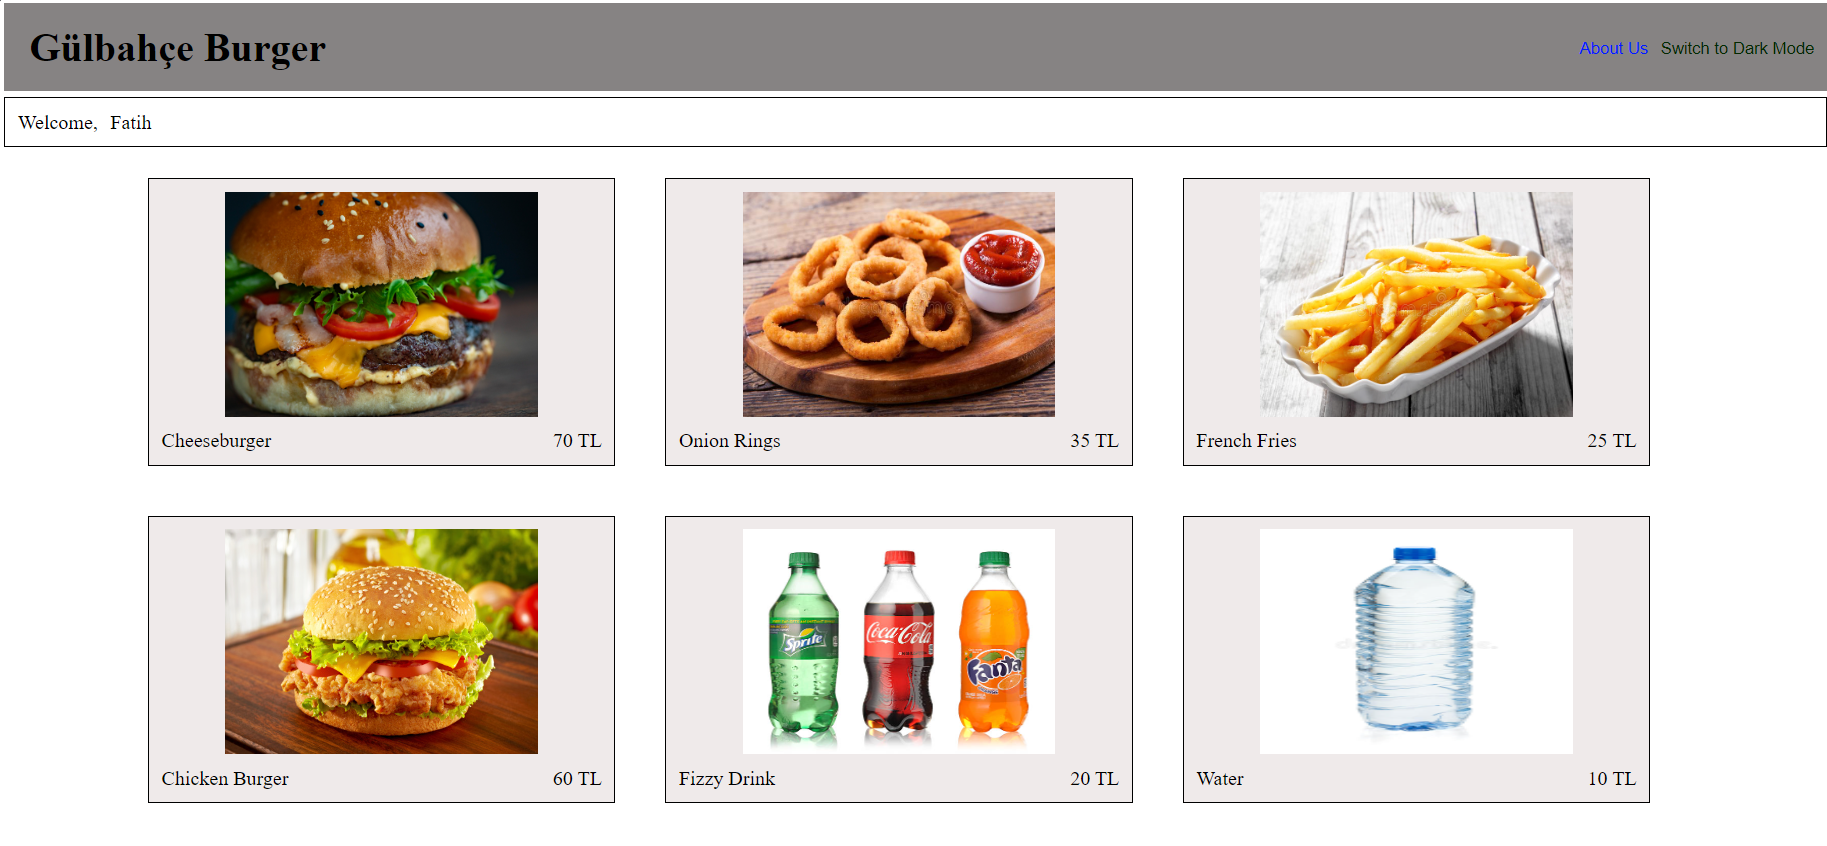 Gülbahçe Burger
About Us Switch to Dark Mode
Welcome, Fatih
Cheeseburger 70 TL
Onion Rings 35 TL
French Fries 25 TL
Sprite
Coca-Cola
fanta
Chicken Burger 60 TL
Fizzy Drink 20 TL
Water 10 TL